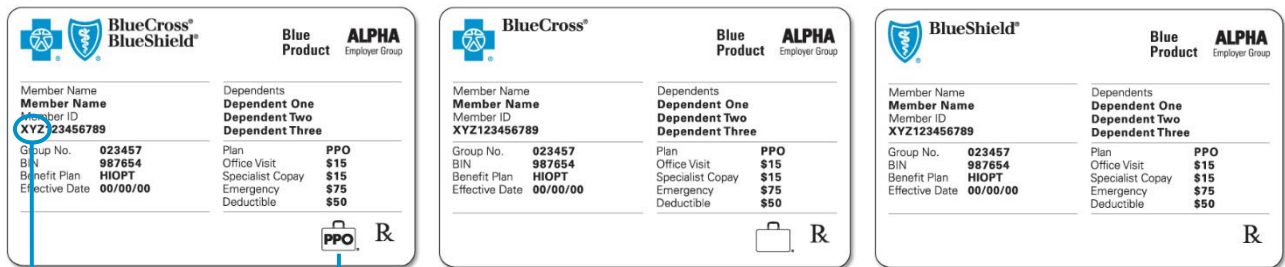 BlueCross®
BlueShield®
Blue
Product
ALPHA
Employer Group
Member Name
Member Name
Member ID
XYZ123456789
Dependents
Dependent One
Dependent Two
Dependent Three
Group No. 023457
BIN 987654
Benefit Plan HIOPT
Effective Date 00/00/00
Plan PPO
Office Visit $15
Specialist Copay $15
Emergency $75
Deductible $50
PPO ℞
BlueCross®
Blue
Product
ALPHA
Employer Group
Member Name
Member Name
Member ID
XYZ123456789
Dependents
Dependent One
Dependent Two
Dependent Three
Group No. 023457
BIN 987654
Benefit Plan HIOPT
Effective Date 00/00/00
Plan PPO
Office Visit $15
Specialist Copay $15
Emergency $75
Deductible $50
℞
BlueShield®
Blue
Product
ALPHA
Employer Group
Member Name
Member Name
Member ID
XYZ123456789
Dependents
Dependent One
Dependent Two
Dependent Three
Group No. 023457
BIN 987654
Benefit Plan HIOPT
Effective Date 00/00/00
Plan PPO
Office Visit $15
Specialist Copay $15
Emergency $75
Deductible $50
℞